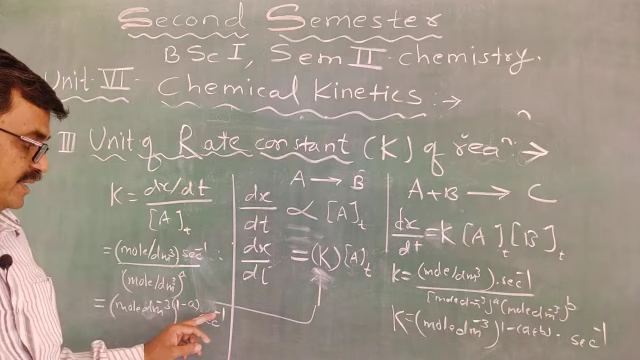 Second Semester
BSc I, Sem II chemistry.
Unit-VI Chemical Kinetics :→
III Unit of Rate constant (K) of reaⁿ. →
K = dx/dt / [A]t
= (mole/dm³) sec⁻¹ / (mole/dm³)ᵃ
= (mole dm⁻³)(1-a) sec⁻¹
A → B
dx/dt ∝ [A]t
dx/dt = (K)[A]t
A+B → C
dx/dt = K [A]t [B]t
K = (mole/dm³).sec⁻¹ / [mole dm⁻³]ᵃ (mole dm⁻³)ᵇ
K = (mole dm⁻³)^1-(a+b) . sec⁻¹